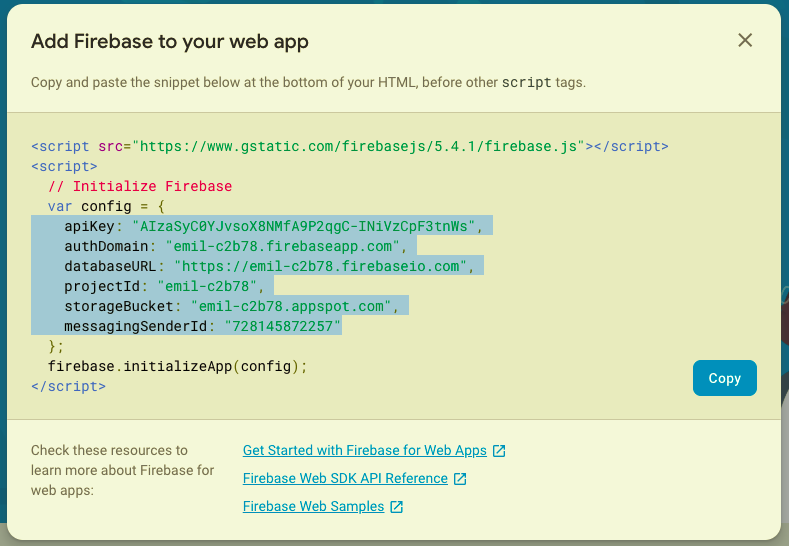 Add Firebase to your web app
Copy and paste the snippet below at the bottom of your HTML, before other script tags.
<script src="https://www.gstatic.com/firebasejs/5.4.1/firebase.js"></script>
<script>
  // Initialize Firebase
  var config = {
    apiKey: "AIzaSyC0YJvsoX8NMfA9P2qgC-INiVzCpF3tnWs",
    authDomain: "emil-c2b78.firebaseapp.com",
    databaseURL: "https://emil-c2b78.firebaseio.com",
    projectId: "emil-c2b78",
    storageBucket: "emil-c2b78.appspot.com",
    messagingSenderId: "728145872257"
  };
  firebase.initializeApp(config);
</script>
Copy
Check these resources to
learn more about Firebase for
web apps:
Get Started with Firebase for Web Apps
Firebase Web SDK API Reference
Firebase Web Samples